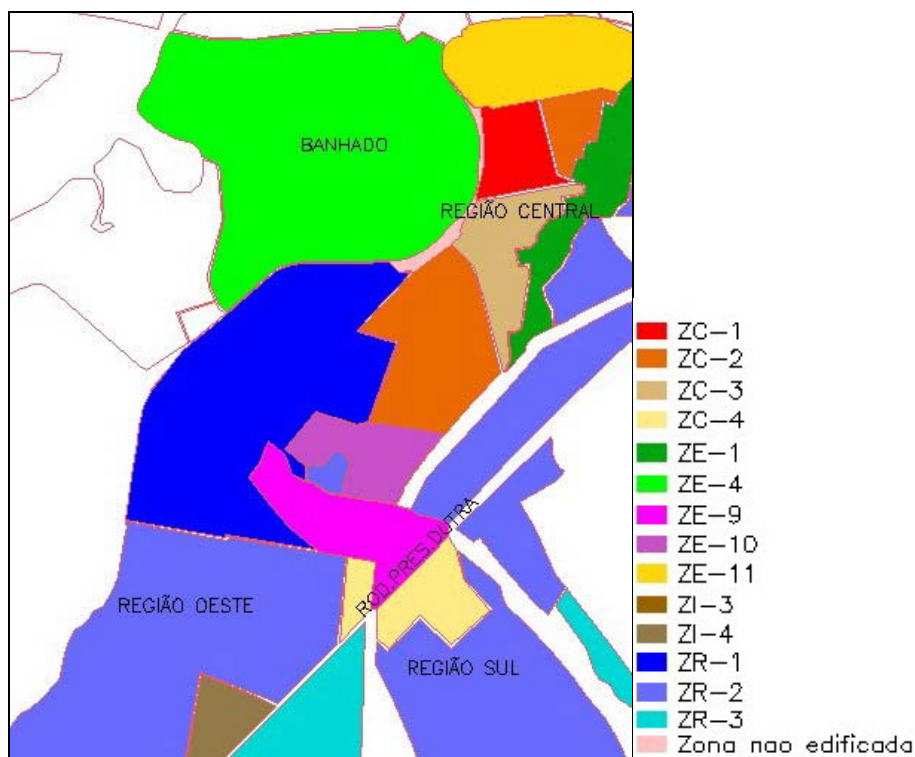 BANHADO
REGIÃO CENTRAL
ROD.PRES.DUTRA
REGIÃO OESTE
REGIÃO SUL
ZC-1
ZC-2
ZC-3
ZC-4
ZE-1
ZE-4
ZE-9
ZE-10
ZE-11
ZI-3
ZI-4
ZR-1
ZR-2
ZR-3
Zona nao edificada